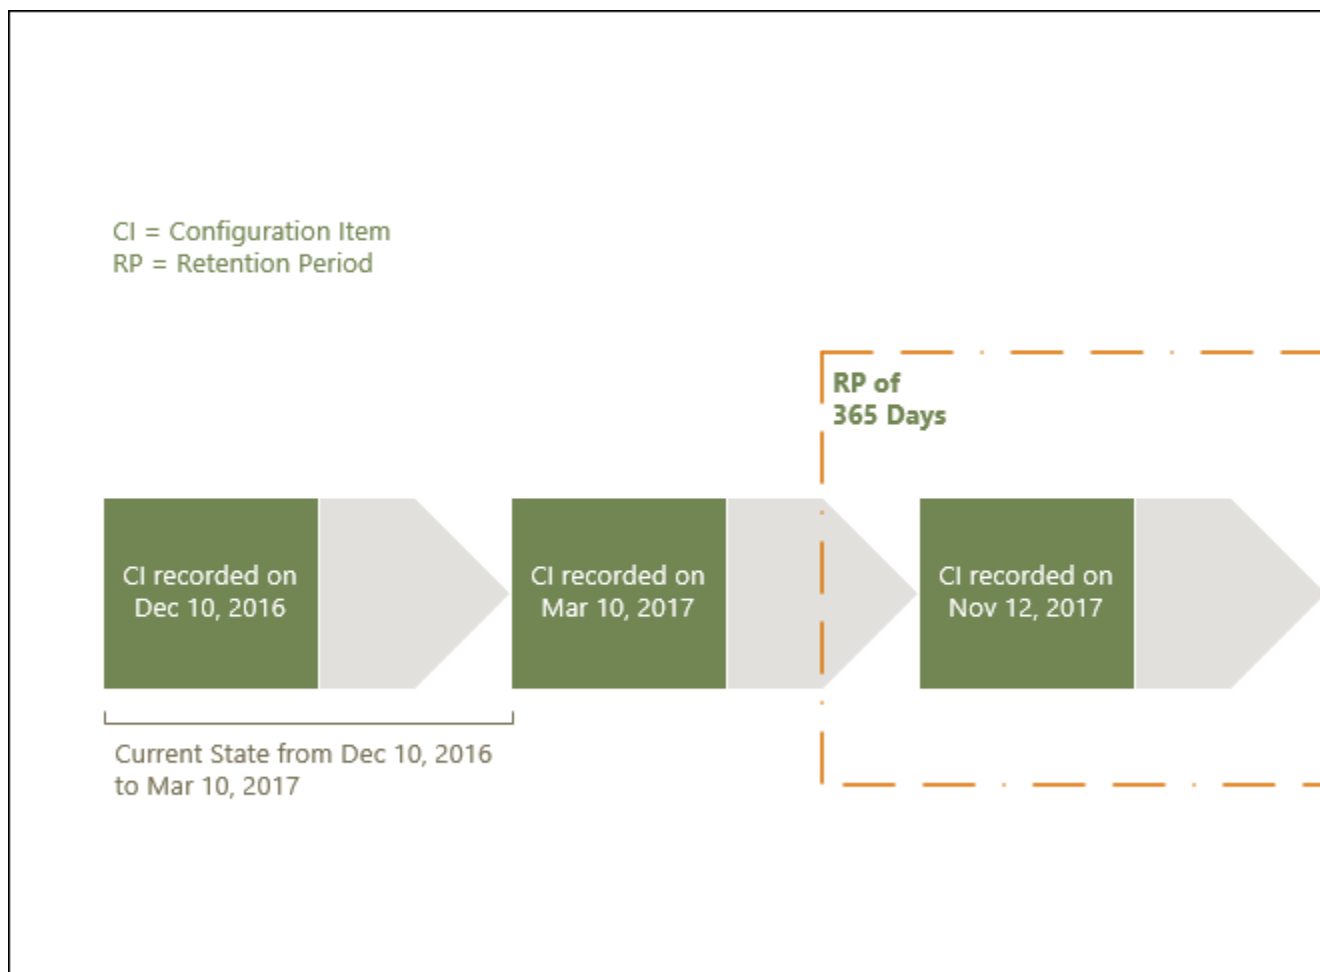 CI = Configuration Item
RP = Retention Period
RP of
365 Days
CI recorded on
Dec 10, 2016
CI recorded on
Mar 10, 2017
CI recorded on
Nov 12, 2017
Current State from Dec 10, 2016
to Mar 10, 2017